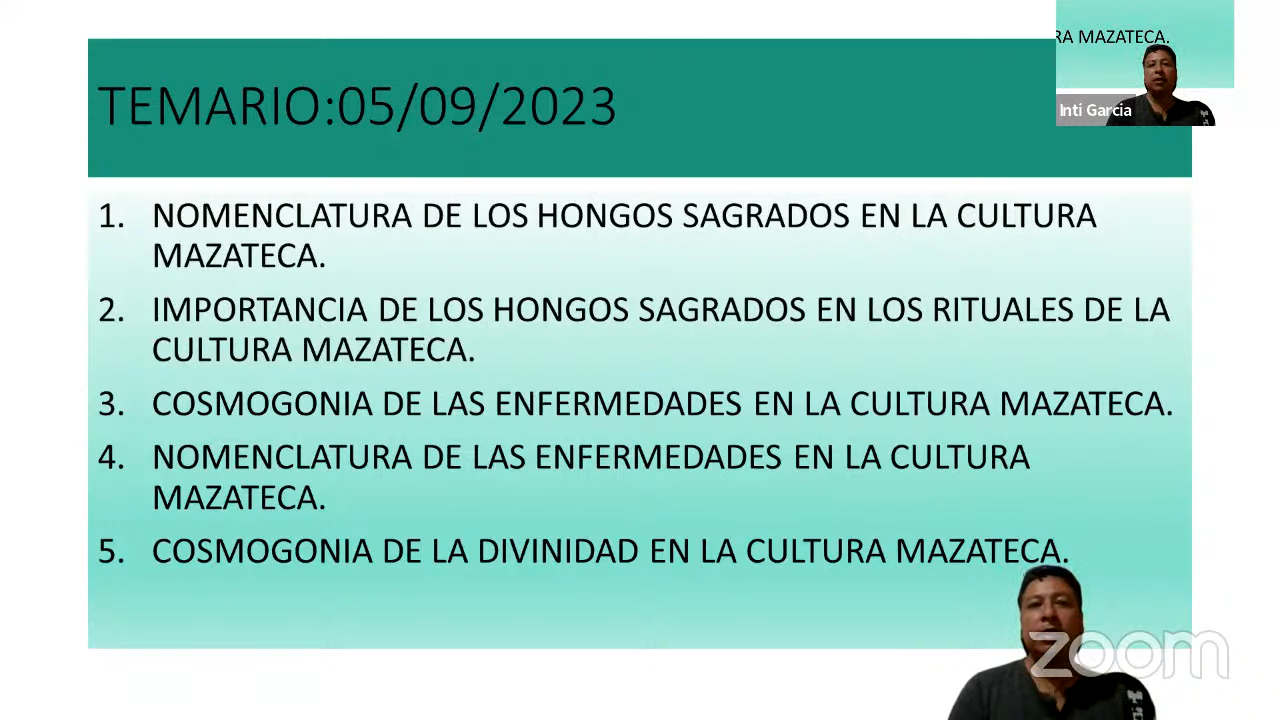 RA MAZATECA.
Inti Garcia
TEMARIO:05/09/2023
1. NOMENCLATURA DE LOS HONGOS SAGRADOS EN LA CULTURA
MAZATECA.
2. IMPORTANCIA DE LOS HONGOS SAGRADOS EN LOS RITUALES DE LA
CULTURA MAZATECA.
3. COSMOGONIA DE LAS ENFERMEDADES EN LA CULTURA MAZATECA.
4. NOMENCLATURA DE LAS ENFERMEDADES EN LA CULTURA
MAZATECA.
5. COSMOGONIA DE LA DIVINIDAD EN LA CULTURA MAZATECA.
zoom